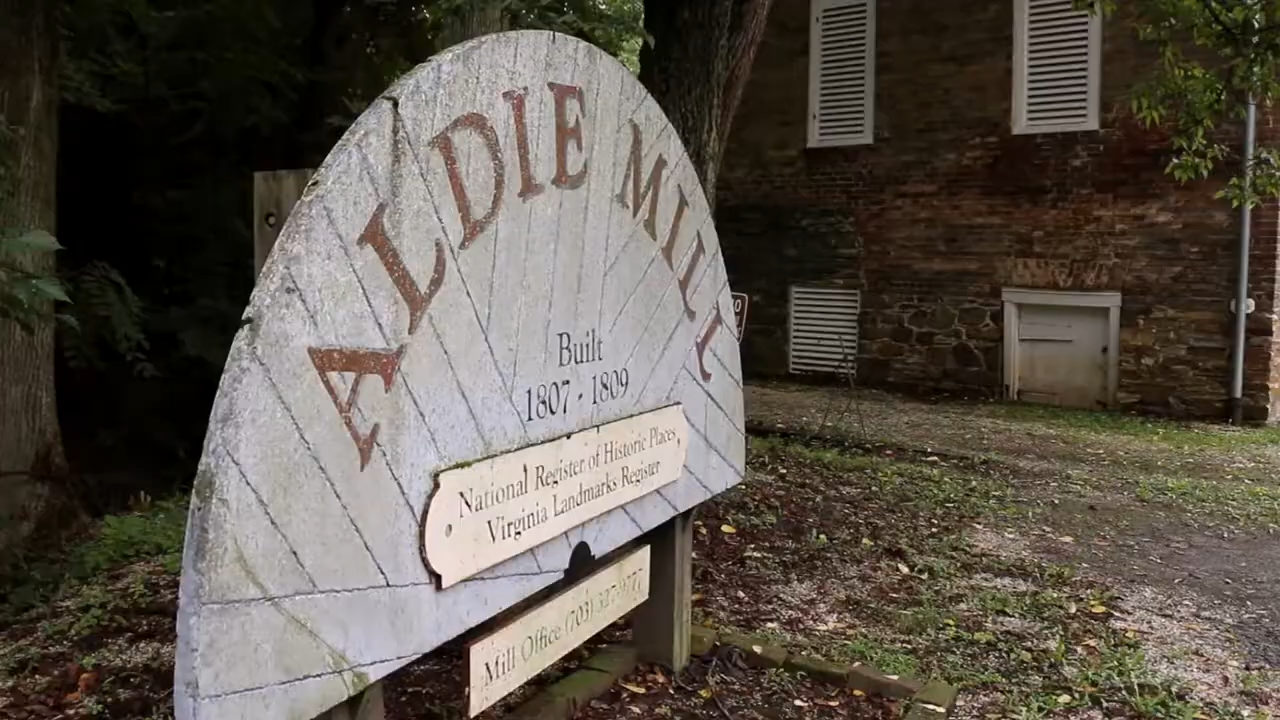 ALDIE MILL
Built
1807 - 1809
National Register of Historic Places
Virginia Landmarks Register
Mill Office (703) 327-9777